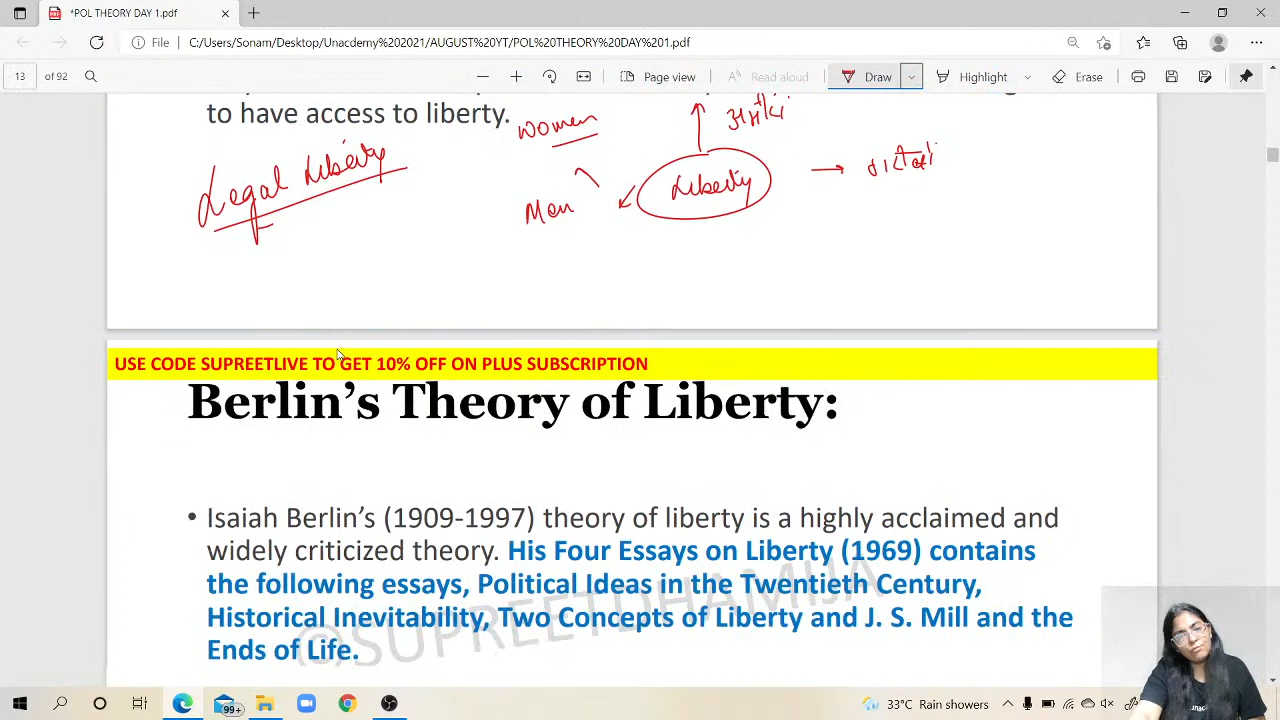 *POL THEORY DAY 1.pdf
File C:/Users/Sonam/Desktop/Unacdemy%202021/AUGUST%20YT/POL%20THEORY%20DAY%201.pdf
13 of 92 Page view Read aloud Draw Highlight Erase
to have access to liberty.
Women
Legal Liberty
Liberty
Men
USE CODE SUPREETLIVE TO GET 10% OFF ON PLUS SUBSCRIPTION
Berlin’s Theory of Liberty:
• Isaiah Berlin’s (1909-1997) theory of liberty is a highly acclaimed and
widely criticized theory. His Four Essays on Liberty (1969) contains
the following essays, Political Ideas in the Twentieth Century,
Historical Inevitability, Two Concepts of Liberty and J. S. Mill and the
Ends of Life.
©SUPREETDHAMIJA
99+
33°C Rain showers